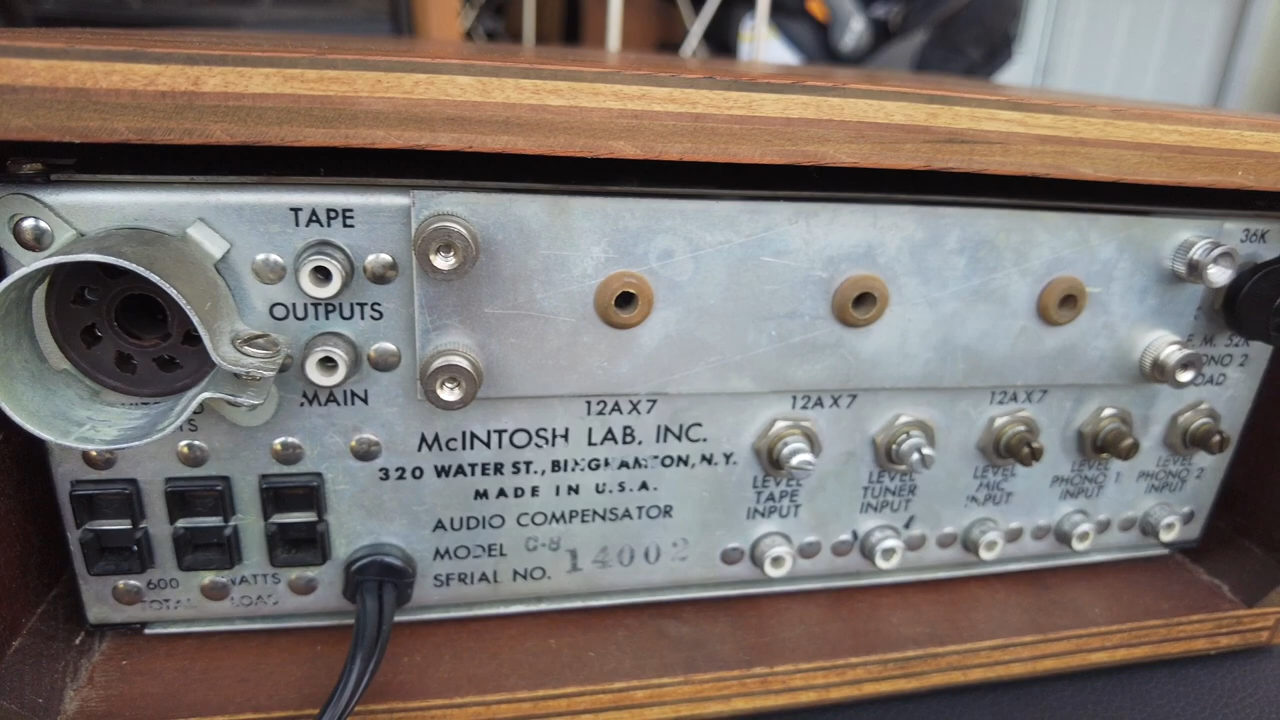 TAPE
OUTPUTS
MAIN
36K
F. M. 52K
12AX7
12AX7
12AX7
McINTOSH LAB. INC.
320 WATER ST., BINGHAMTON, N.Y.
MADE IN U.S.A.
AUDIO COMPENSATOR
MODEL C-8
SERIAL NO. 14002
LEVEL
TAPE
INPUT
LEVEL
TUNER
INPUT
LEVEL
MIC
INPUT
LEVEL
PHONO 1
INPUT
LEVEL
PHONO 2
INPUT
600 WATTS
TOTAL LOAD